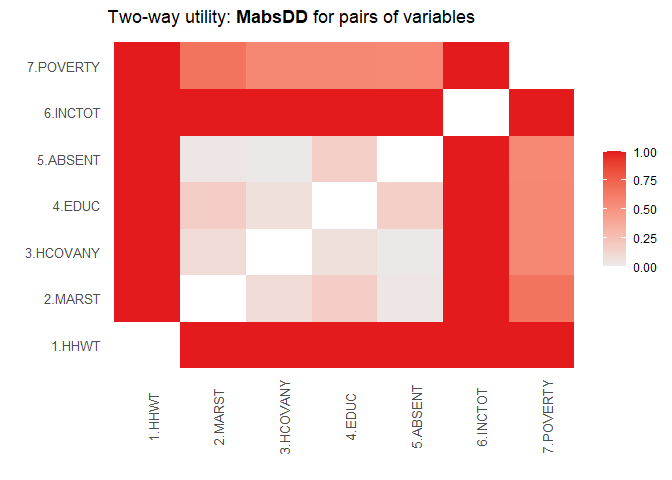 Two-way utility: MabsDD for pairs of variables
7.POVERTY
6.INCTOT
5.ABSENT
4.EDUC
3.HCOVANY
2.MARST
1.HHWT
1.HHWT
2.MARST
3.HCOVANY
4.EDUC
5.ABSENT
6.INCTOT
7.POVERTY
1.00
0.75
0.50
0.25
0.00